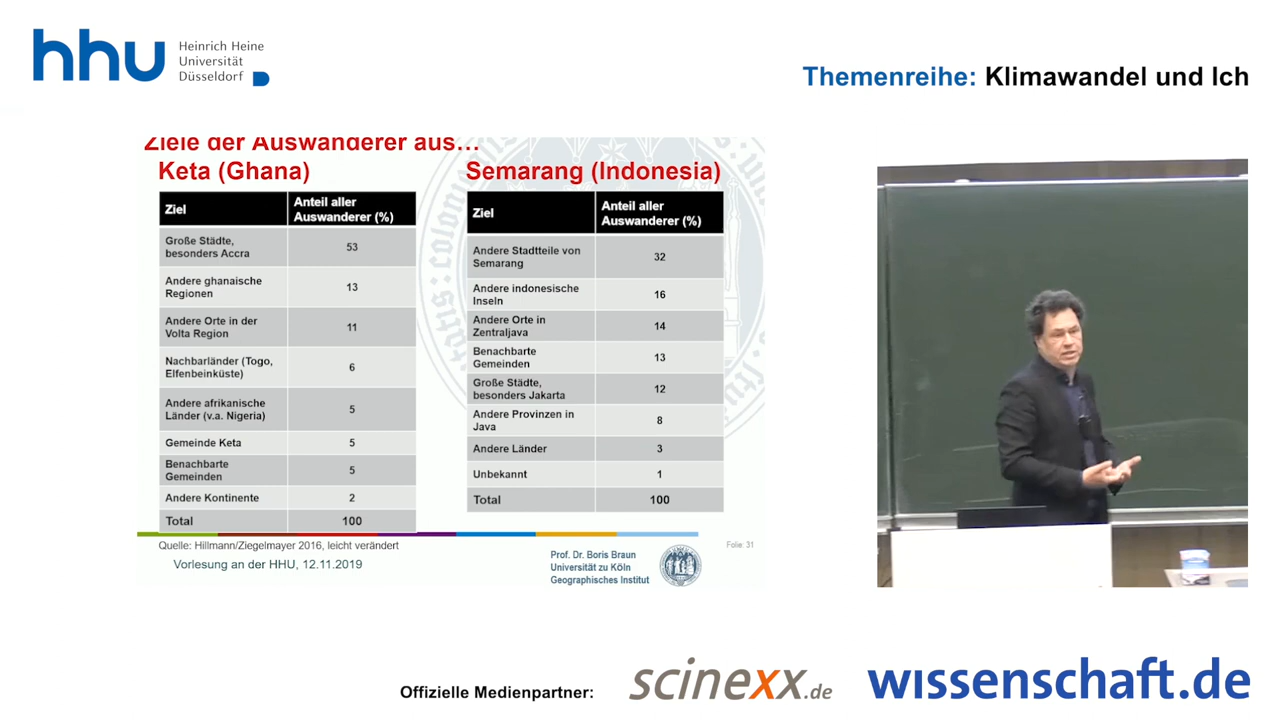 hhu Heinrich Heine
Universität
Düsseldorf
Themenreihe: Klimawandel und Ich
Ziele der Auswanderer aus…
Keta (Ghana)
Ziel Anteil aller
Auswanderer (%)
Große Städte,
besonders Accra 53
Andere ghanaische
Regionen 13
Andere Orte in der
Volta Region 11
Nachbarländer (Togo,
Elfenbeinküste) 6
Andere afrikanische
Länder (v.a. Nigeria) 5
Gemeinde Keta 5
Benachbarte
Gemeinden 5
Andere Kontinente 2
Total 100
Semarang (Indonesia)
Ziel Anteil aller
Auswanderer (%)
Andere Stadtteile von
Semarang 32
Andere indonesische
Inseln 16
Andere Orte in
Zentraljava 14
Benachbarte
Gemeinden 13
Große Städte,
besonders Jakarta 12
Andere Provinzen in
Java 8
Andere Länder 3
Unbekannt 1
Total 100
Quelle: Hillmann/Ziegelmayer 2016, leicht verändert
Vorlesung an der HHU, 12.11.2019
Prof. Dr. Boris Braun
Universität zu Köln
Geographisches Institut
Folie: 31
Offizielle Medienpartner: scinexx.de wissenschaft.de